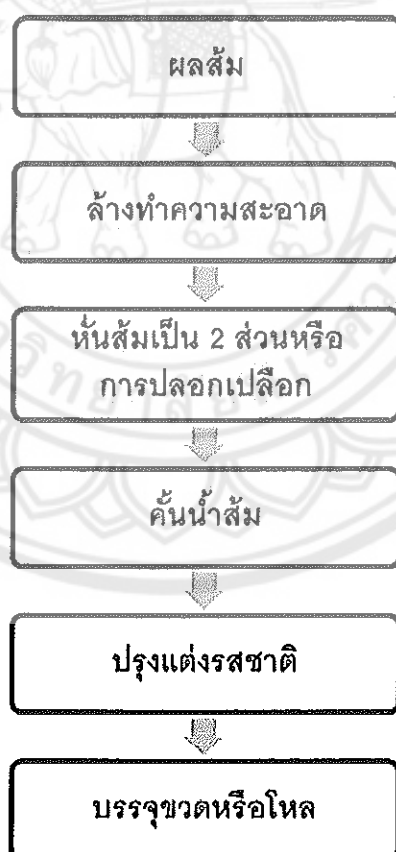 ผลส้ม
ล้างทำความสะอาด
หั่นส้มเป็น 2 ส่วนหรือ
การปลอกเปลือก
คั้นน้ำส้ม
ปรุงแต่งรสชาติ
บรรจุขวดหรือโหล